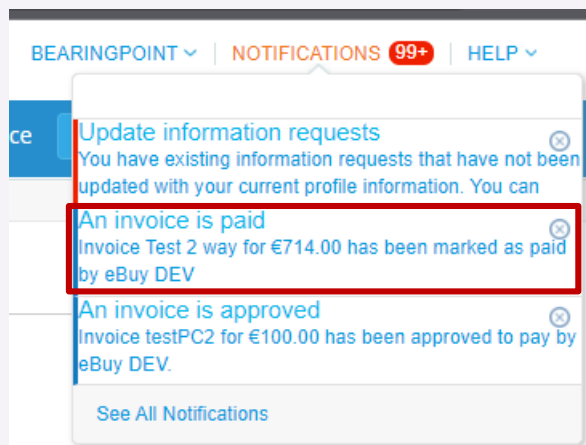 BEARINGPOINT NOTIFICATIONS 99+ HELP
ce
Update information requests
You have existing information requests that have not been
updated with your current profile information. You can
An invoice is paid
Invoice Test 2 way for €714.00 has been marked as paid
by eBuy DEV
An invoice is approved
Invoice testPC2 for €100.00 has been approved to pay by
eBuy DEV.
See All Notifications